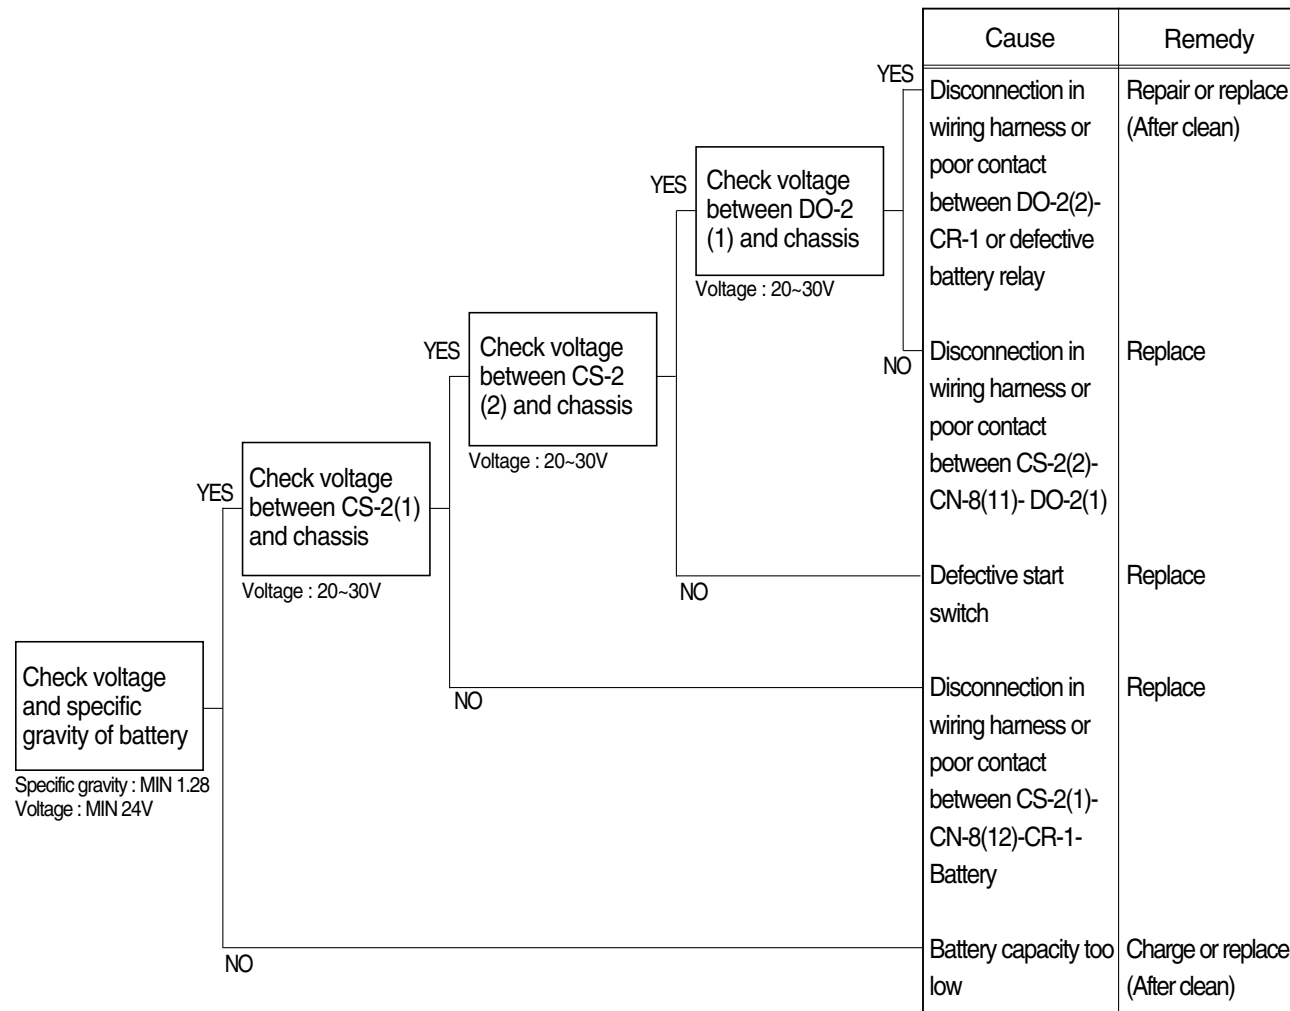 Cause
Remedy
YES
Disconnection in
wiring harness or
poor contact
between DO-2(2)-
CR-1 or defective
battery relay
Repair or replace
(After clean)
YES
Check voltage
between DO-2
(1) and chassis
Voltage : 20~30V
NO
Disconnection in
wiring harness or
poor contact
between CS-2(2)-
CN-8(11)- DO-2(1)
Replace
YES
Check voltage
between CS-2
(2) and chassis
Voltage : 20~30V
NO
Defective start
switch
Replace
YES
Check voltage
between CS-2(1)
and chassis
Voltage : 20~30V
NO
Disconnection in
wiring harness or
poor contact
between CS-2(1)-
CN-8(12)-CR-1-
Battery
Replace
Check voltage
and specific
gravity of battery
Specific gravity : MIN 1.28
Voltage : MIN 24V
NO
Battery capacity too
low
Charge or replace
(After clean)